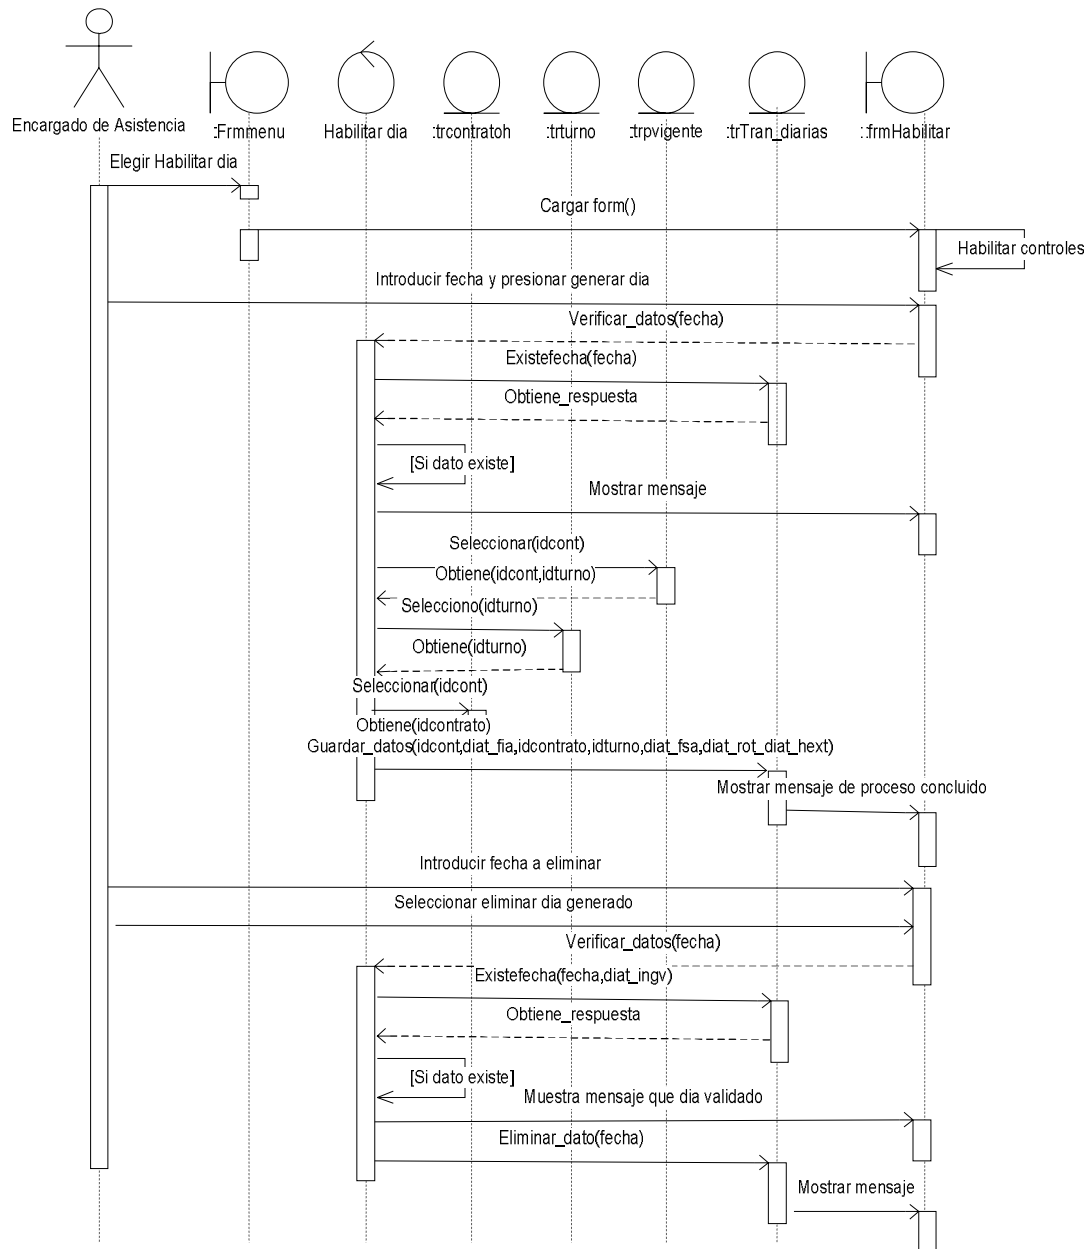 Encargado de Asistencia
:Frmmenu
Habilitar dia
:trcontratoh
:trturno
:trpvigente
:trTran_diarias
: :frmHabilitar
Elegir Habilitar dia
Cargar form()
Habilitar controles
Introducir fecha y presionar generar dia
Verificar_datos(fecha)
Existefecha(fecha)
Obtiene_respuesta
[Si dato existe]
Mostrar mensaje
Seleccionar(idcont)
Obtiene(idcont,idturno)
Selecciono(idturno)
Obtiene(idturno)
Seleccionar(idcont)
Obtiene(idcontrato)
Guardar_datos(idcont,diat_fia,idcontrato,idturno,diat_fsa,diat_rot_diat_hext)
Mostrar mensaje de proceso concluido
Introducir fecha a eliminar
Seleccionar eliminar dia generado
Verificar_datos(fecha)
Existefecha(fecha,diat_ingv)
Obtiene_respuesta
[Si dato existe]
Muestra mensaje que dia validado
Eliminar_dato(fecha)
Mostrar mensaje